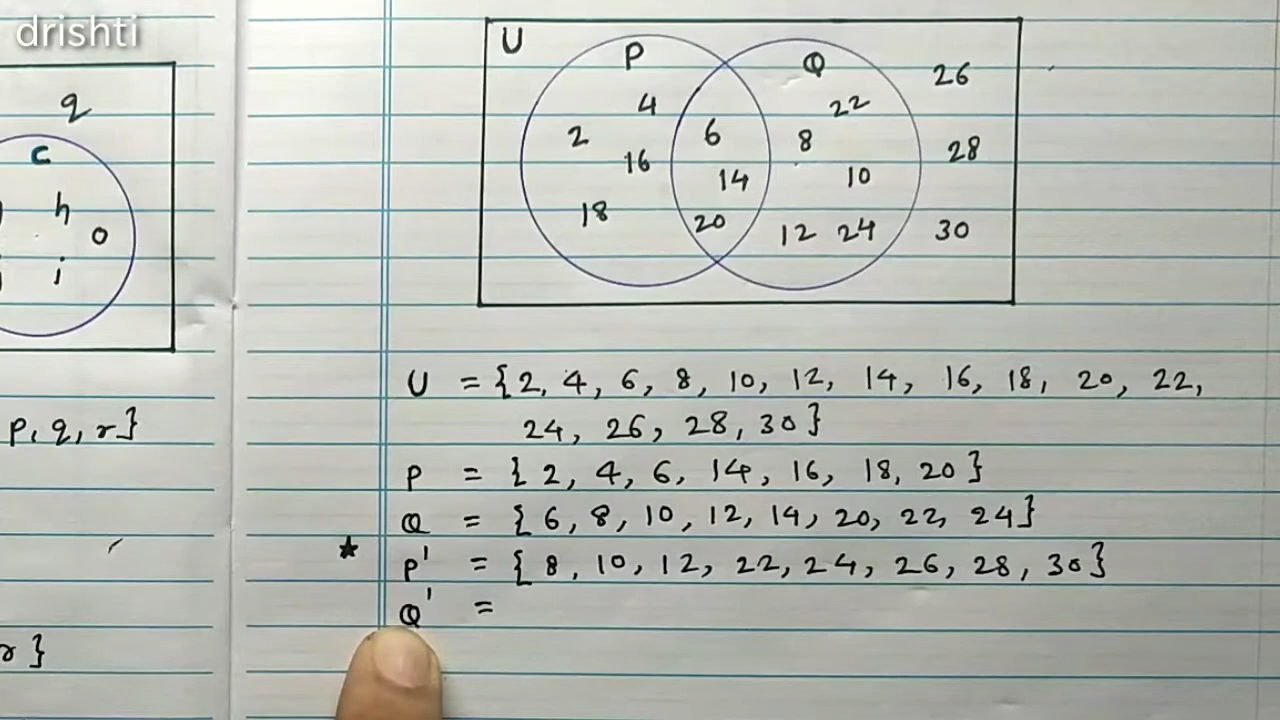 drishti
q
c
h
o
i
p, q, r}
r }
U
P
Q
4
22
26
2
6
8
28
16
14
10
18
20
12
24
30
U = {2, 4, 6, 8, 10, 12, 14, 16, 18, 20, 22,
24, 26, 28, 30}
P = { 2, 4, 6, 14, 16, 18, 20 }
Q = { 6, 8, 10, 12, 14, 20, 22, 24}
★ P' = { 8, 10, 12, 22, 24, 26, 28, 30}
Q' =